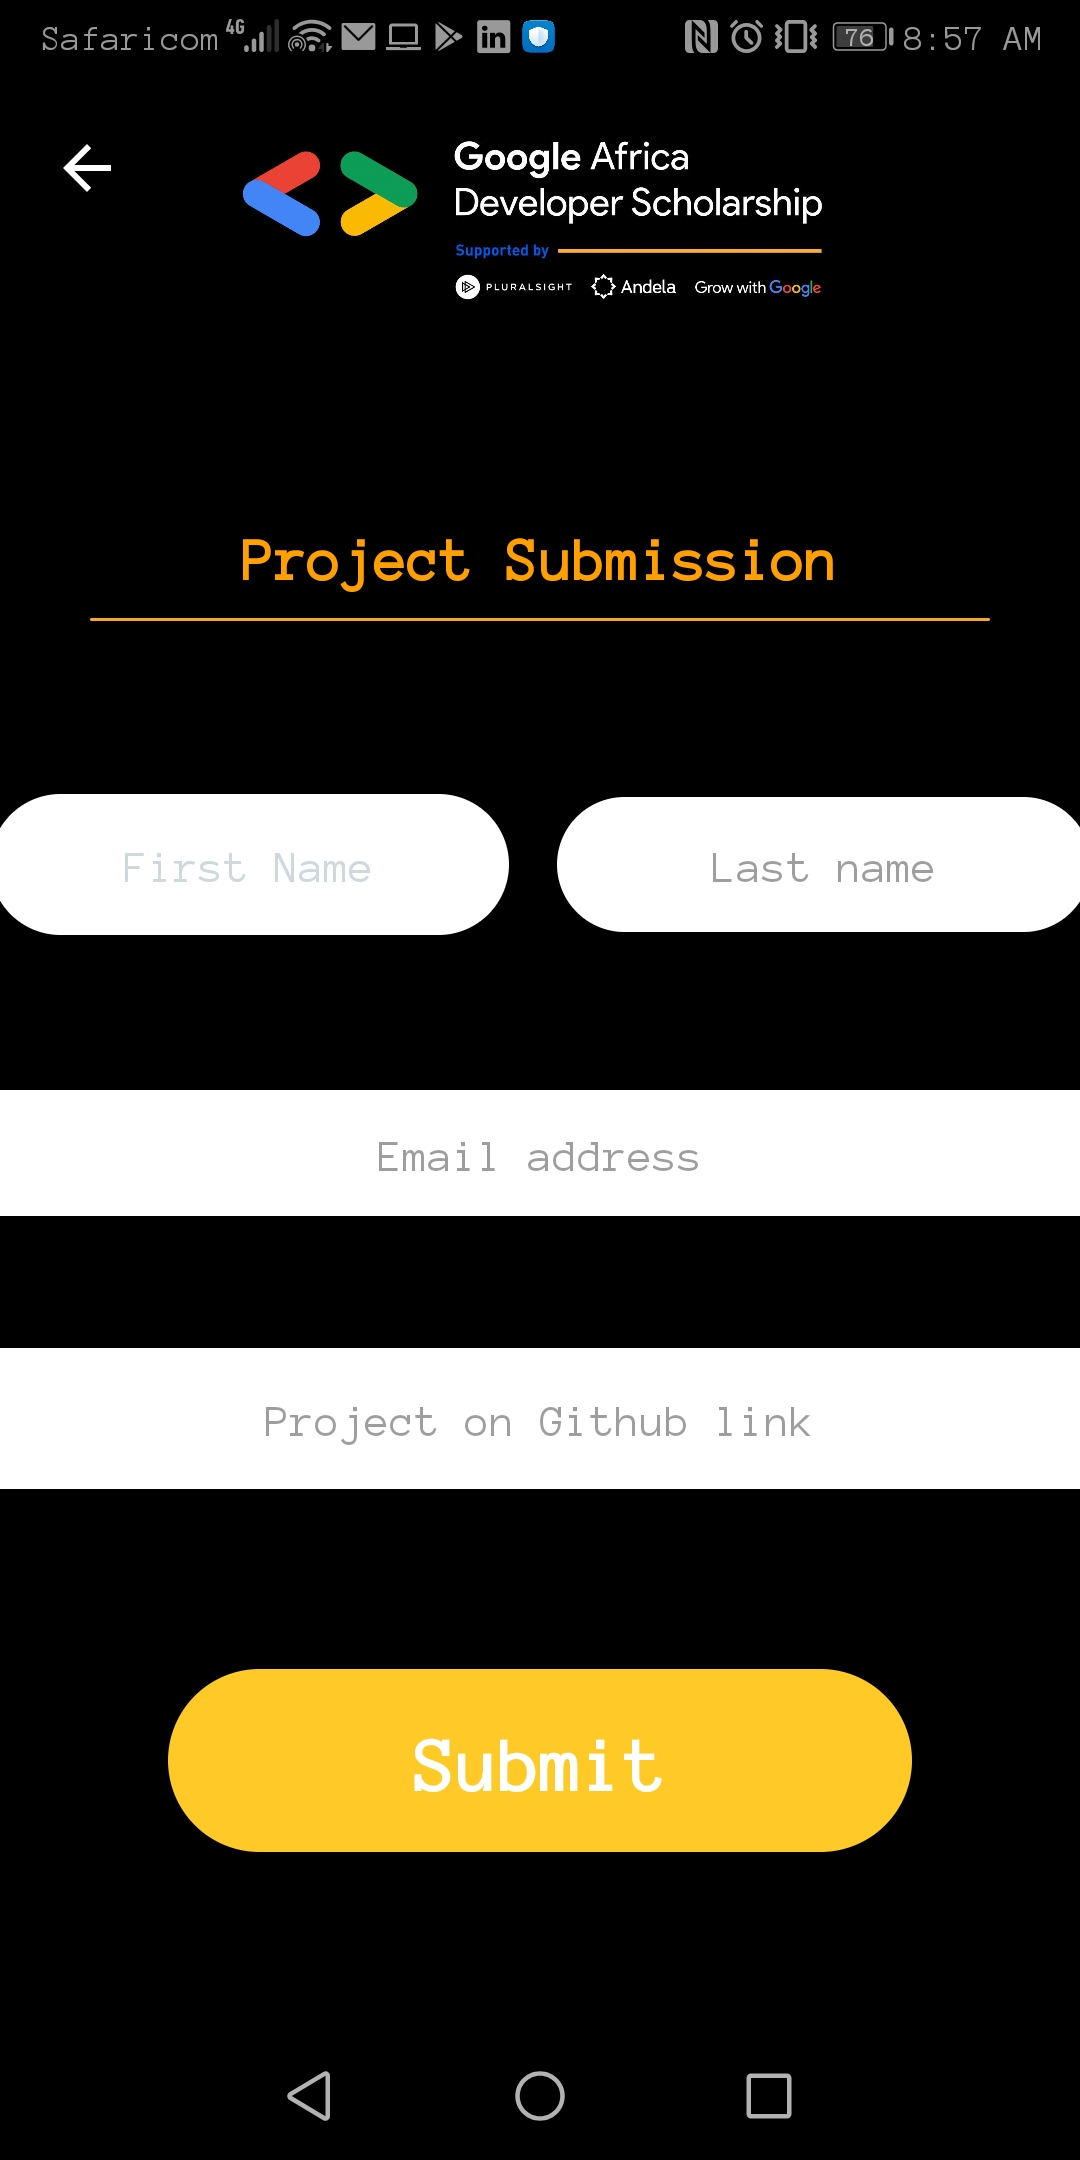 Safaricom 4G 76 8:57 AM
Google Africa
Developer Scholarship
Supported by
PLURALSIGHT Andela Grow with Google
Project Submission
First Name Last name
Email address
Project on Github link
Submit